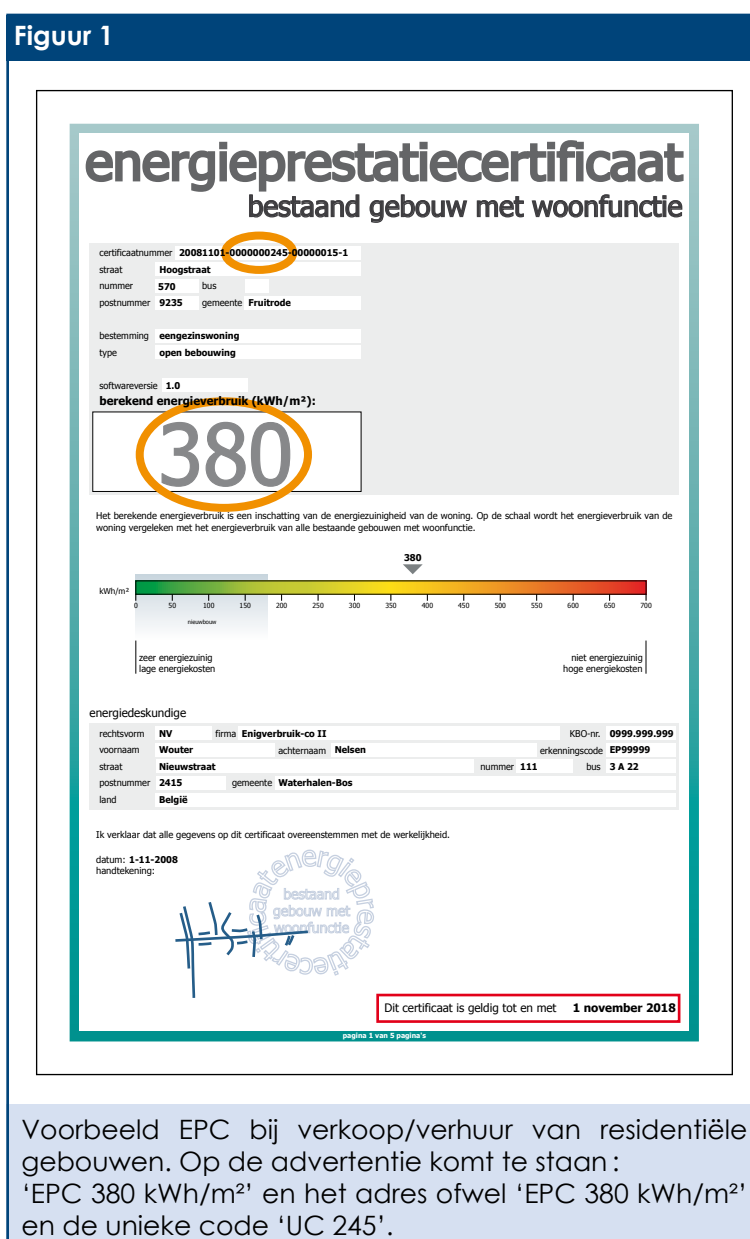 Figuur 1
energieprestatiecertificaat
bestaand gebouw met woonfunctie
certificaatnummer 20081101-0000000245-00000015-1
straat Hoogstraat
nummer 570 bus
postnummer 9235 gemeente Fruitrode
bestemming eengezinswoning
type open bebouwing
softwareversie 1.0
berekend energieverbruik (kWh/m²):
380
Het berekende energieverbruik is een inschatting van de energiezuinigheid van de woning. Op de schaal wordt het energieverbruik van de
woning vergeleken met het energieverbruik van alle bestaande gebouwen met woonfunctie.
380
kWh/m²
0 50 100 150 200 250 300 350 400 450 500 550 600 650 700
nieuwbouw
zeer energiezuinig niet energiezuinig
lage energiekosten hoge energiekosten
energiedeskundige
rechtsvorm NV firma Enigverbruik-co II KBO-nr. 0999.999.999
voornaam Wouter achternaam Nelsen erkenningscode EP99999
straat Nieuwstraat nummer 111 bus 3 A 22
postnummer 2415 gemeente Waterhalen-Bos
land België
Ik verklaar dat alle gegevens op dit certificaat overeenstemmen met de werkelijkheid.
datum: 1-11-2008
handtekening:
energieprestatiecertificaat
bestaand
gebouw met
woonfunctie
Dit certificaat is geldig tot en met 1 november 2018
pagina 1 van 5 pagina's
Voorbeeld EPC bij verkoop/verhuur van residentiële
gebouwen. Op de advertentie komt te staan :
‘EPC 380 kWh/m²’ en het adres ofwel ‘EPC 380 kWh/m²’
en de unieke code ‘UC 245’.